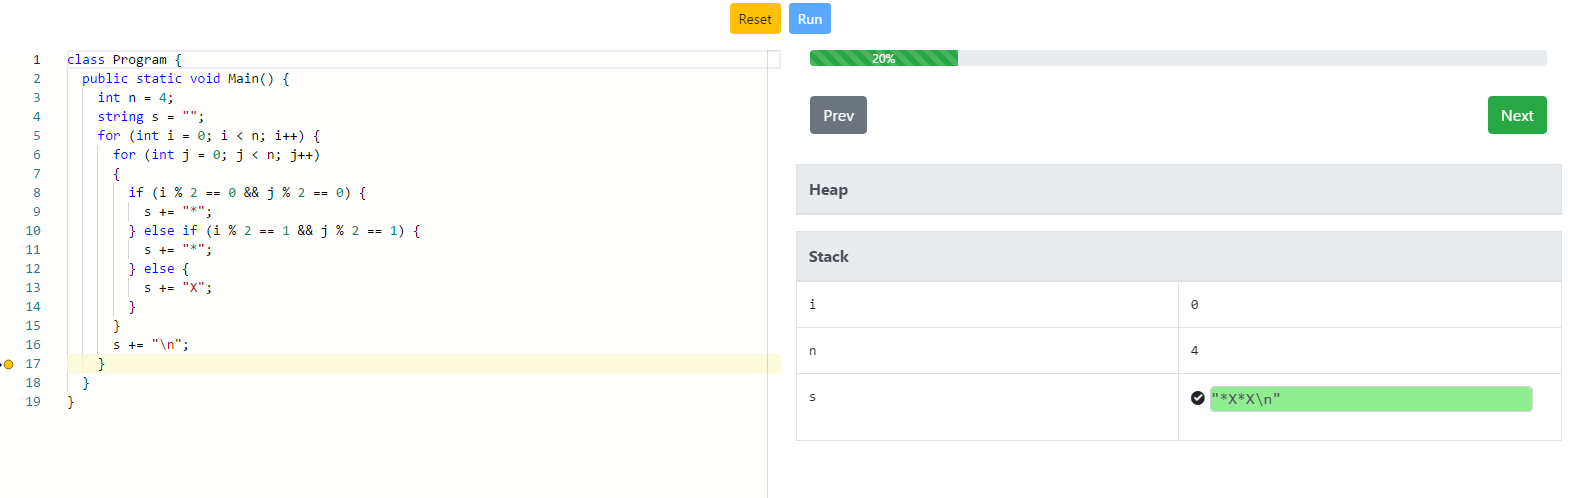 Reset Run
1 class Program {
2 public static void Main() {
3 int n = 4;
4 string s = "";
5 for (int i = 0; i < n; i++) {
6 for (int j = 0; j < n; j++)
7 {
8 if (i % 2 == 0 && j % 2 == 0) {
9 s += "*";
10 } else if (i % 2 == 1 && j % 2 == 1) {
11 s += "*";
12 } else {
13 s += "X";
14 }
15 }
16 s += "\n";
17 }
18 }
19 }
20%
Prev Next
Heap
Stack
i 0
n 4
s "*X*X\n"